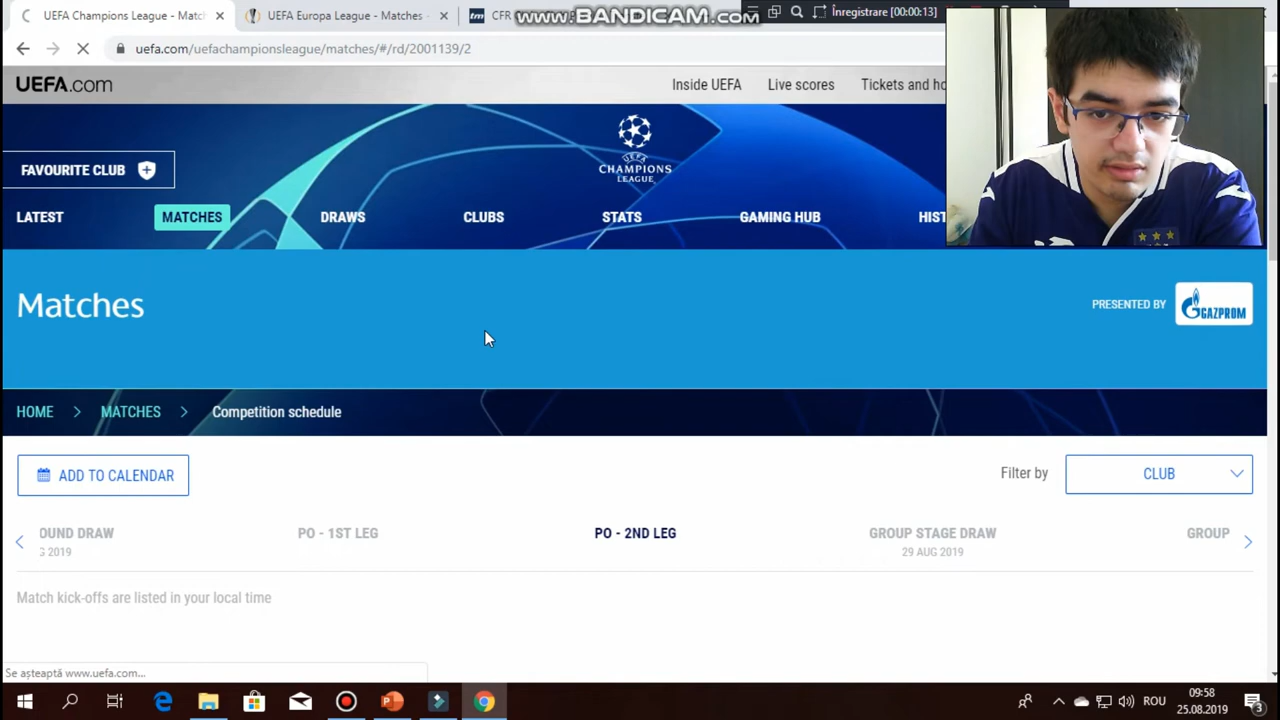 UEFA Champions League - Matc
UEFA Europa League - Matches
tm CFR
www.BANDICAM.com
Înregistrare [00:00:13]
uefa.com/uefachampionsleague/matches/#/rd/2001139/2
UEFA.com
Inside UEFA
Live scores
Tickets and ho
FAVOURITE CLUB
UEFA
CHAMPIONS
LEAGUE
LATEST
MATCHES
DRAWS
CLUBS
STATS
GAMING HUB
HIST
Matches
PRESENTED BY
GAZPROM
HOME > MATCHES > Competition schedule
ADD TO CALENDAR
Filter by
CLUB
OUND DRAW
G 2019
PO - 1ST LEG
PO - 2ND LEG
GROUP STAGE DRAW
29 AUG 2019
GROUP
Match kick-offs are listed in your local time
Se așteaptă www.uefa.com...
ROU
09:58
25.08.2019
3